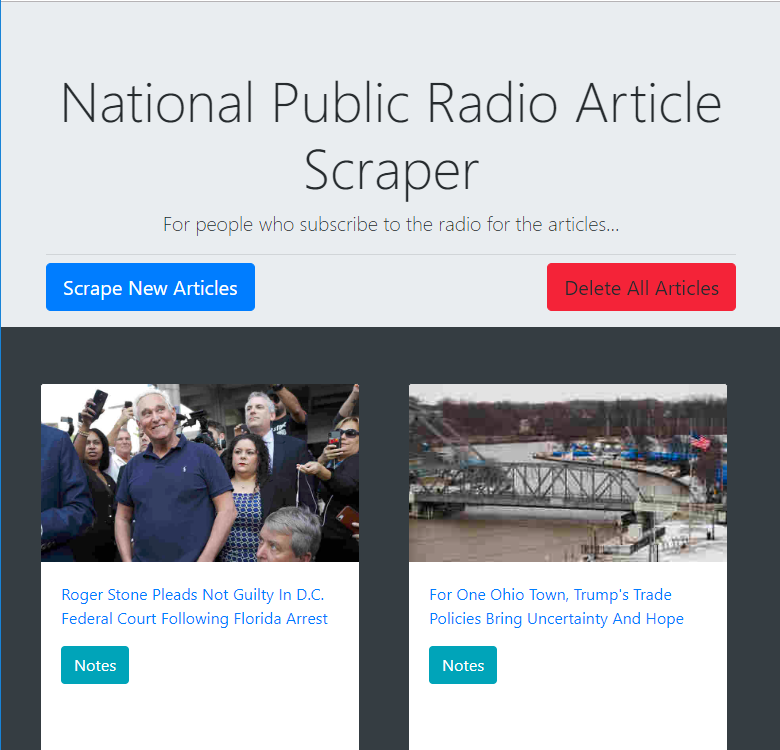 National Public Radio Article
Scraper
For people who subscribe to the radio for the articles...
Scrape New Articles
Delete All Articles
Roger Stone Pleads Not Guilty In D.C.
Federal Court Following Florida Arrest
Notes
For One Ohio Town, Trump's Trade
Policies Bring Uncertainty And Hope
Notes